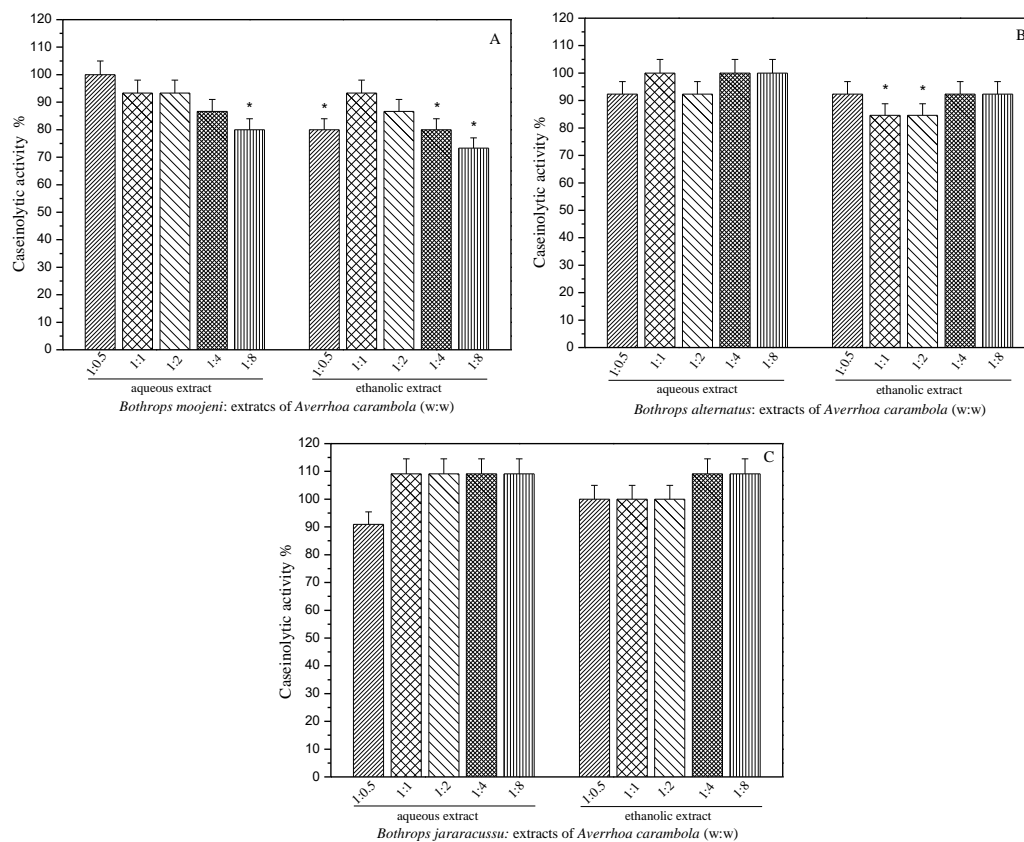 A
Caseinolytic activity %
120
110
100
90
80
70
60
50
40
30
20
10
0
* * * *
1:0.5 1:1 1:2 1:4 1:8 1:0.5 1:1 1:2 1:4 1:8
aqueous extract ethanolic extract
Bothrops moojeni: extratcs of Averrhoa carambola (w:w)
B
Caseinolytic activity %
120
110
100
90
80
70
60
50
40
30
20
10
0
* *
1:0.5 1:1 1:2 1:4 1:8 1:0.5 1:1 1:2 1:4 1:8
aqueous extract ethanolic extract
Bothrops alternatus: extracts of Averrhoa carambola (w:w)
C
Caseinolytic activity %
120
110
100
90
80
70
60
50
40
30
20
10
0
1:0.5 1:1 1:2 1:4 1:8 1:0.5 1:1 1:2 1:4 1:8
aqueous extract ethanolic extract
Bothrops jararacussu: extracts of Averrhoa carambola (w:w)